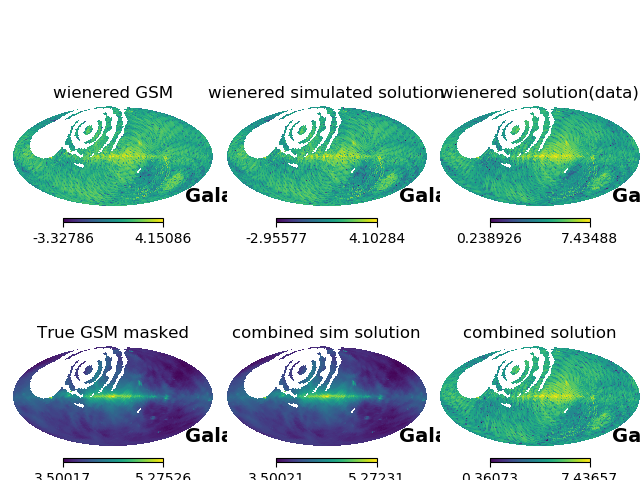 wienered GSM
wienered simulated solution
wienered solution(data)
Gala
Gala
Ga
-3.32786 4.15086
-2.95577 4.10284
0.238926 7.43488
True GSM masked
combined sim solution
combined solution
Gala
Gala
Ga
3.50017 5.27526
3.50021 5.27231
0.36073 7.43657